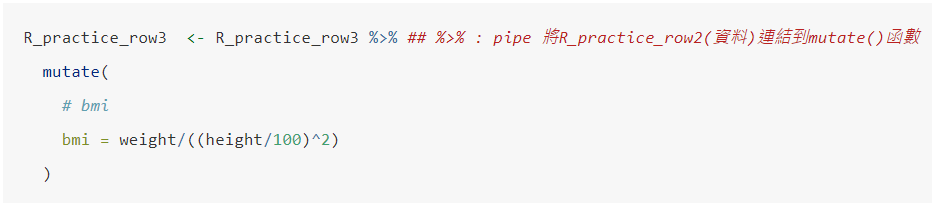 R_practice_row3  <- R_practice_row3 %>% ## %>% : pipe 將R_practice_row2(資料)連結到mutate()函數
  mutate(
    # bmi
    bmi = weight/((height/100)^2)
  )